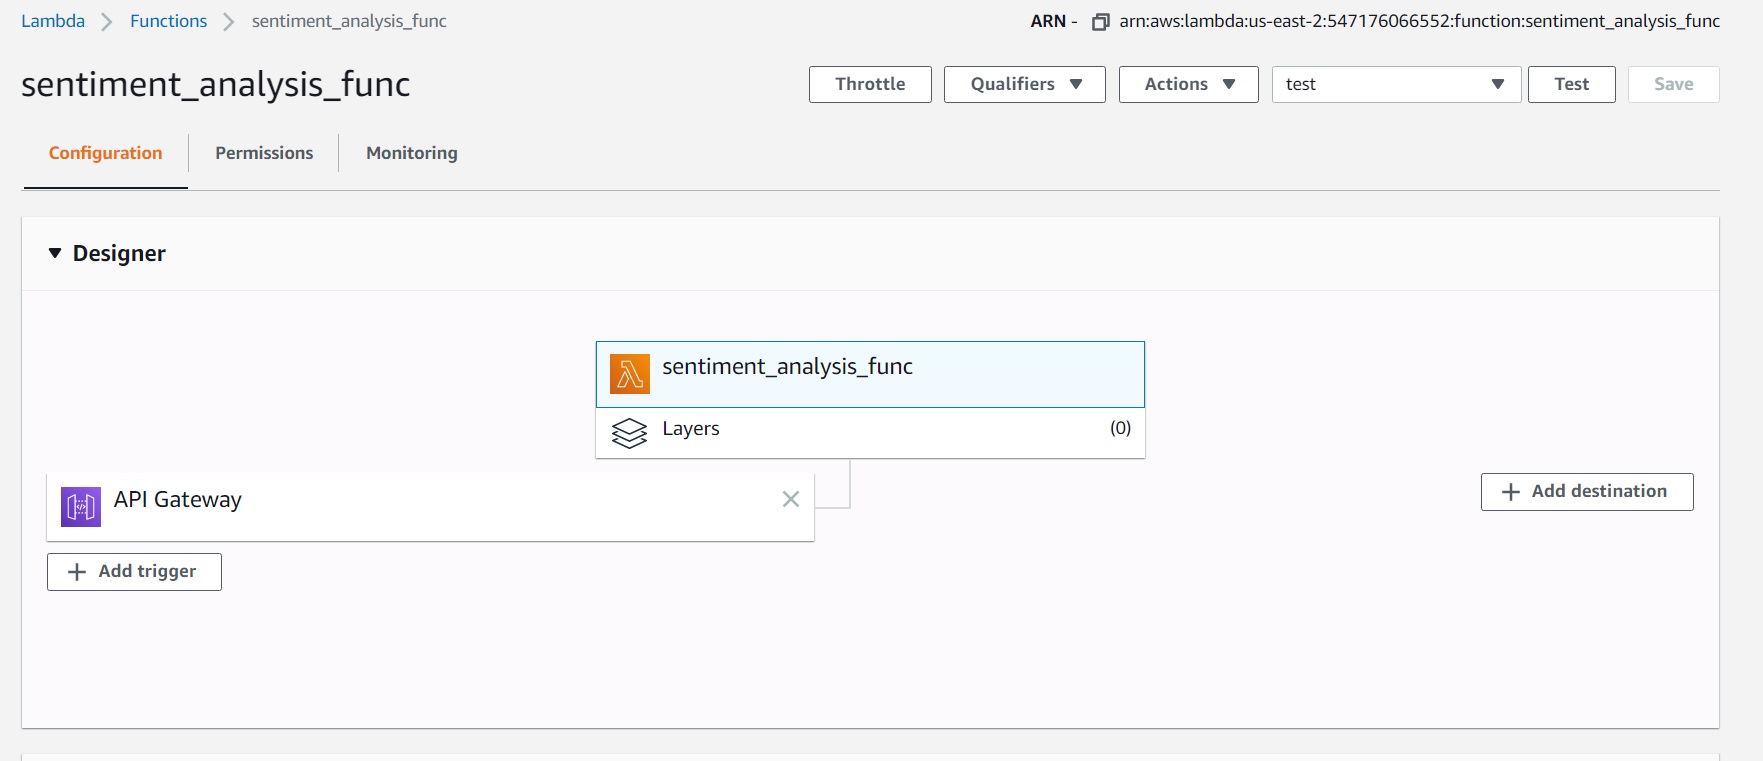 Lambda Functions sentiment_analysis_func ARN - arn:aws:lambda:us-east-2:547176066552:function:sentiment_analysis_func
sentiment_analysis_func Throttle Qualifiers Actions test Test Save
Configuration Permissions Monitoring
Designer
sentiment_analysis_func
Layers (0)
API Gateway
Add destination
Add trigger